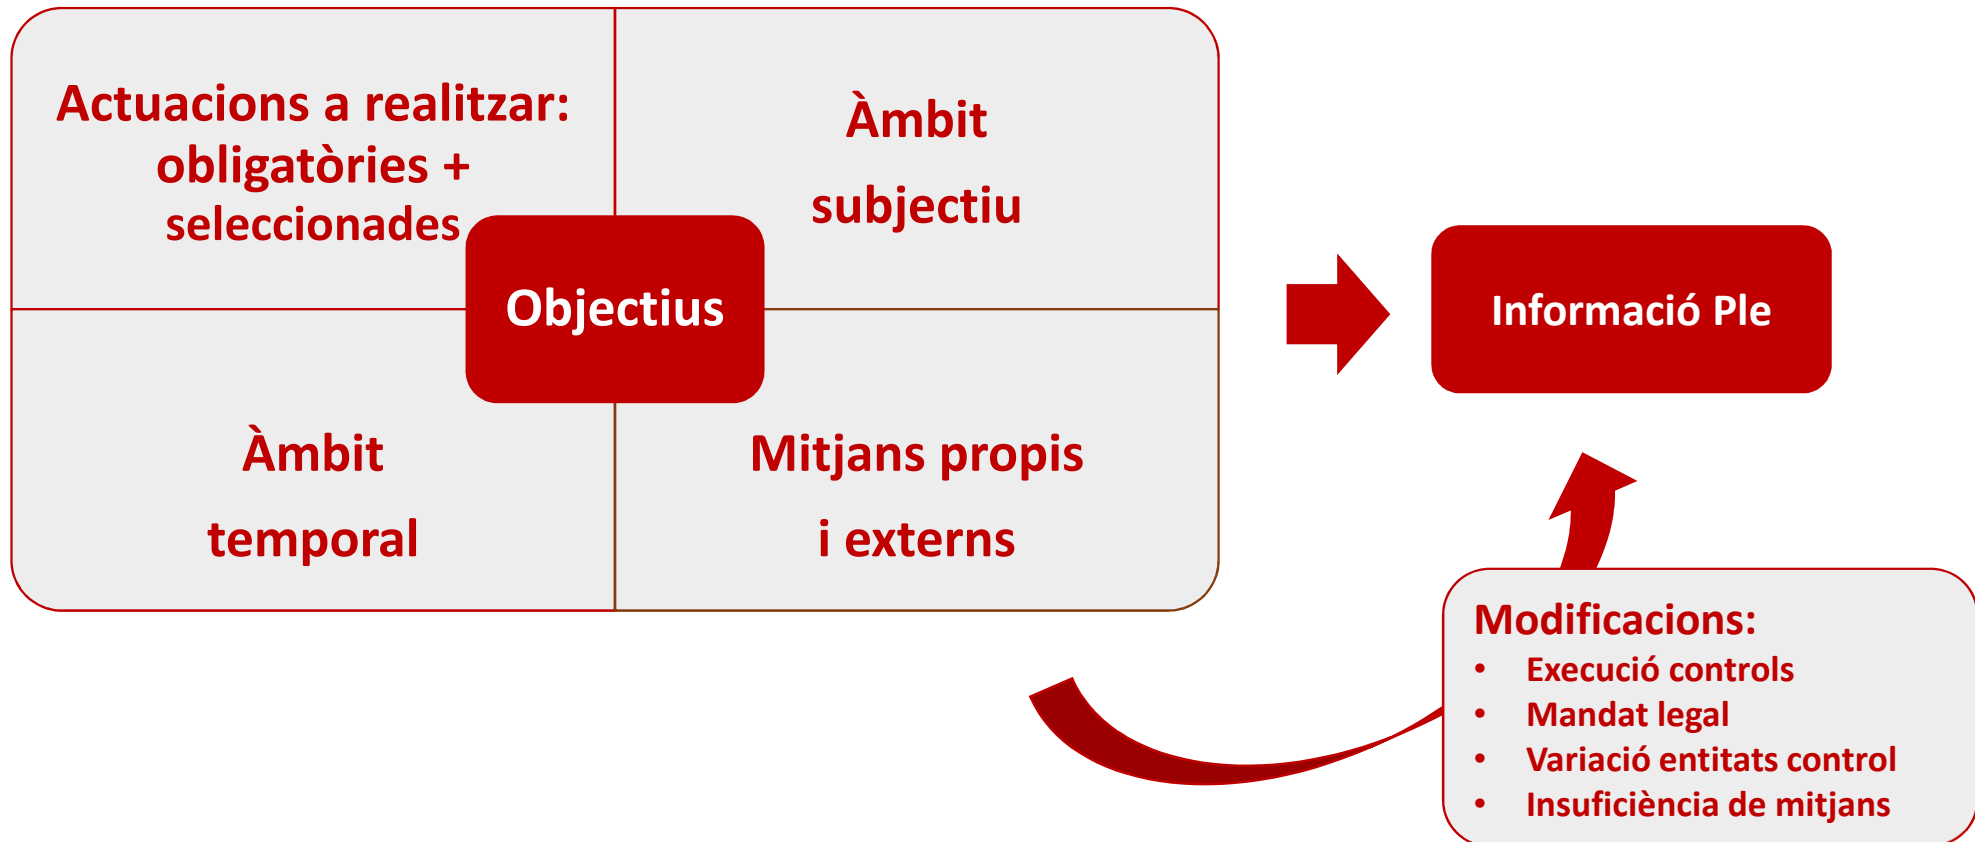 Actuacions a realitzar:
obligatòries +
seleccionades
Àmbit
subjectiu
Objectius
Àmbit
temporal
Mitjans propis
i externs
Informació Ple
Modificacions:
• Execució controls
• Mandat legal
• Variació entitats control
• Insuficiència de mitjans